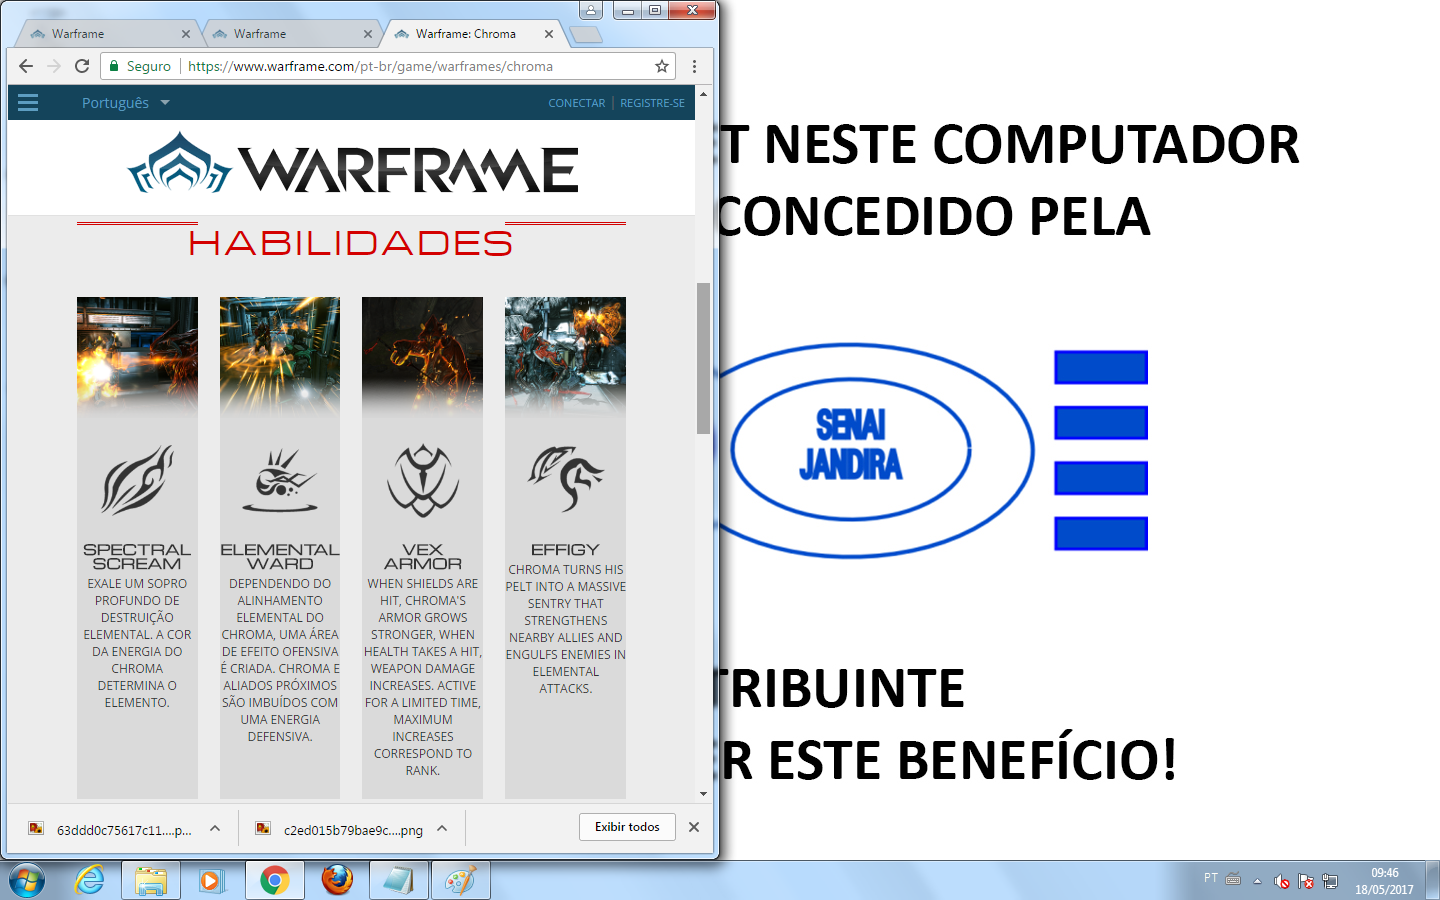 Warframe
Warframe
Warframe: Chroma
Seguro
https://www.warframe.com/pt-br/game/warframes/chroma
Português
CONECTAR
REGISTRE-SE
WARFRAME
HABILIDADES
SPECTRAL
SCREAM
EXALE UM SOPRO
PROFUNDO DE
DESTRUIÇÃO
ELEMENTAL. A COR
DA ENERGIA DO
CHROMA
DETERMINA O
ELEMENTO.
ELEMENTAL
WARD
DEPENDENDO DO
ALINHAMENTO
ELEMENTAL DO
CHROMA, UMA ÁREA
DE EFEITO OFENSIVA
É CRIADA. CHROMA E
ALIADOS PRÓXIMOS
SÃO IMBUÍDOS COM
UMA ENERGIA
DEFENSIVA.
VEX
ARMOR
WHEN SHIELDS ARE
HIT, CHROMA'S
ARMOR GROWS
STRONGER, WHEN
HEALTH TAKES A HIT,
WEAPON DAMAGE
INCREASES. ACTIVE
FOR A LIMITED TIME,
MAXIMUM
INCREASES
CORRESPOND TO
RANK.
EFFIGY
CHROMA TURNS HIS
PELT INTO A MASSIVE
SENTRY THAT
STRENGTHENS
NEARBY ALLIES AND
ENGULFS ENEMIES IN
ELEMENTAL
ATTACKS.
63ddd0c75617c11....p...
c2ed015b79bae9c....png
Exibir todos
T NESTE COMPUTADOR
CONCEDIDO PELA
SENAI
JANDIRA
TRIBUINTE
ER ESTE BENEFÍCIO!
PT
09:46
18/05/2017